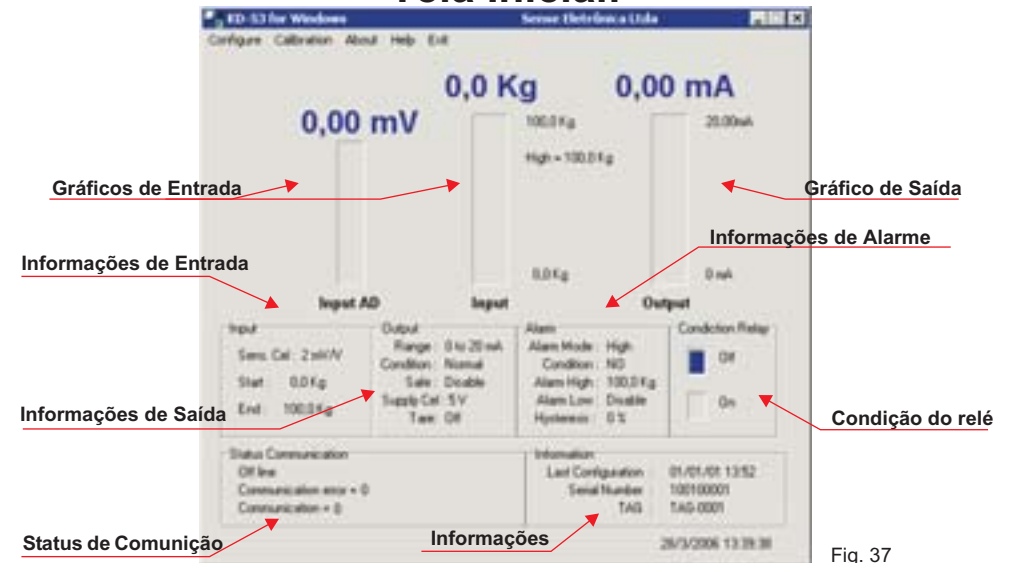 Tela Inicial:
KD-53 for Windows Sense Eletrônica Ltda
Configure Calibration About Help Exit
0,0 Kg 0,00 mA
0,00 mV
100,0 Kg 20,00mA
High = 100,0 Kg
Gráficos de Entrada
Gráfico de Saída
Informações de Alarme
Informações de Entrada
0,0 Kg 0 mA
Input AD Input Output
Input Output Alarm Condiction Relay
Sens. Cel : 2 mV/V
Start : 0,0 Kg
End : 100,0 Kg
Range : 0 to 20 mA
Condition : Normal
Safe : Disable
Supply Cel : 5 V
Tare : Off
Alarm Mode : High
Condition : NO
Alarm High : 100,0 Kg
Alarm Low : Disable
Hysteresis : 0 %
Off
On
Informações de Saída
Condição do relé
Status Communication
Off line
Communication error = 0
Communication = 0
Information
Last Configuration : 01/01/01 13:52
Serial Number : 100100001
TAG : TAG-0001
Status de Comunição
Informações
28/3/2006 13:39:38
Fig. 37